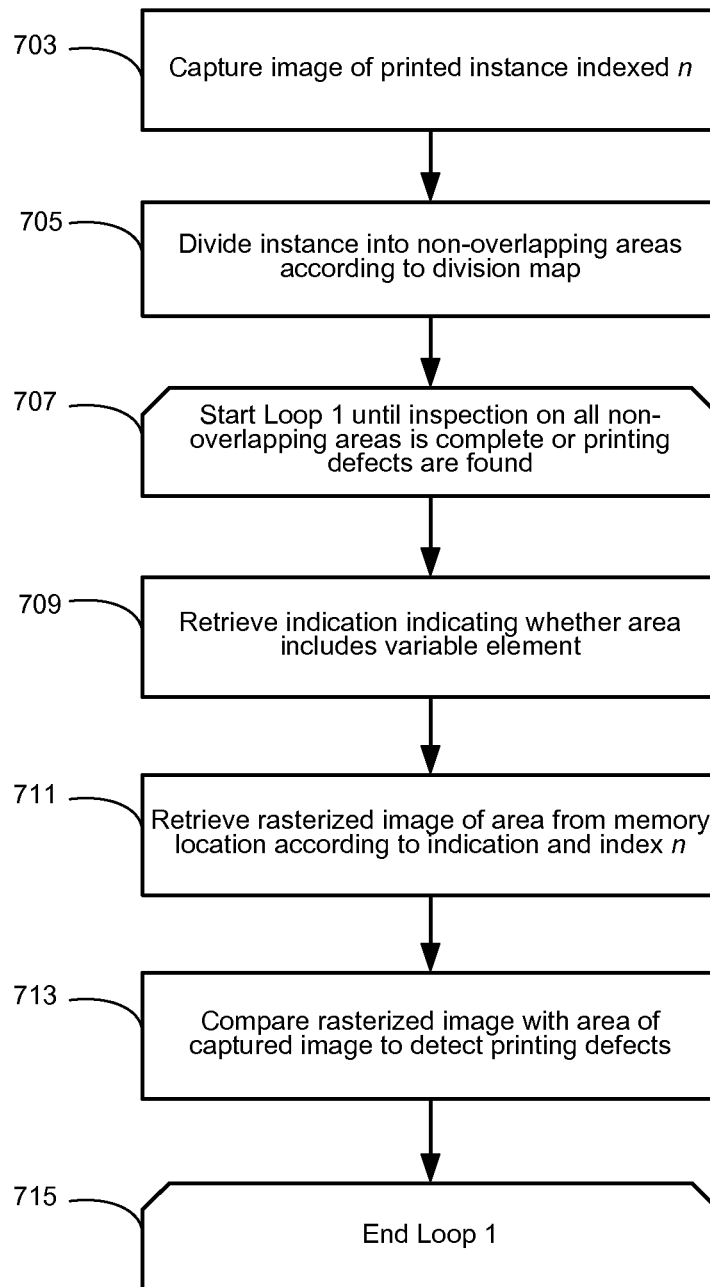 703
Capture image of printed instance indexed n
705
Divide instance into non-overlapping areas
according to division map
707
Start Loop 1 until inspection on all non-
overlapping areas is complete or printing
defects are found
709
Retrieve indication indicating whether area
includes variable element
711
Retrieve rasterized image of area from memory
location according to indication and index n
713
Compare rasterized image with area of
captured image to detect printing defects
715
End Loop 1